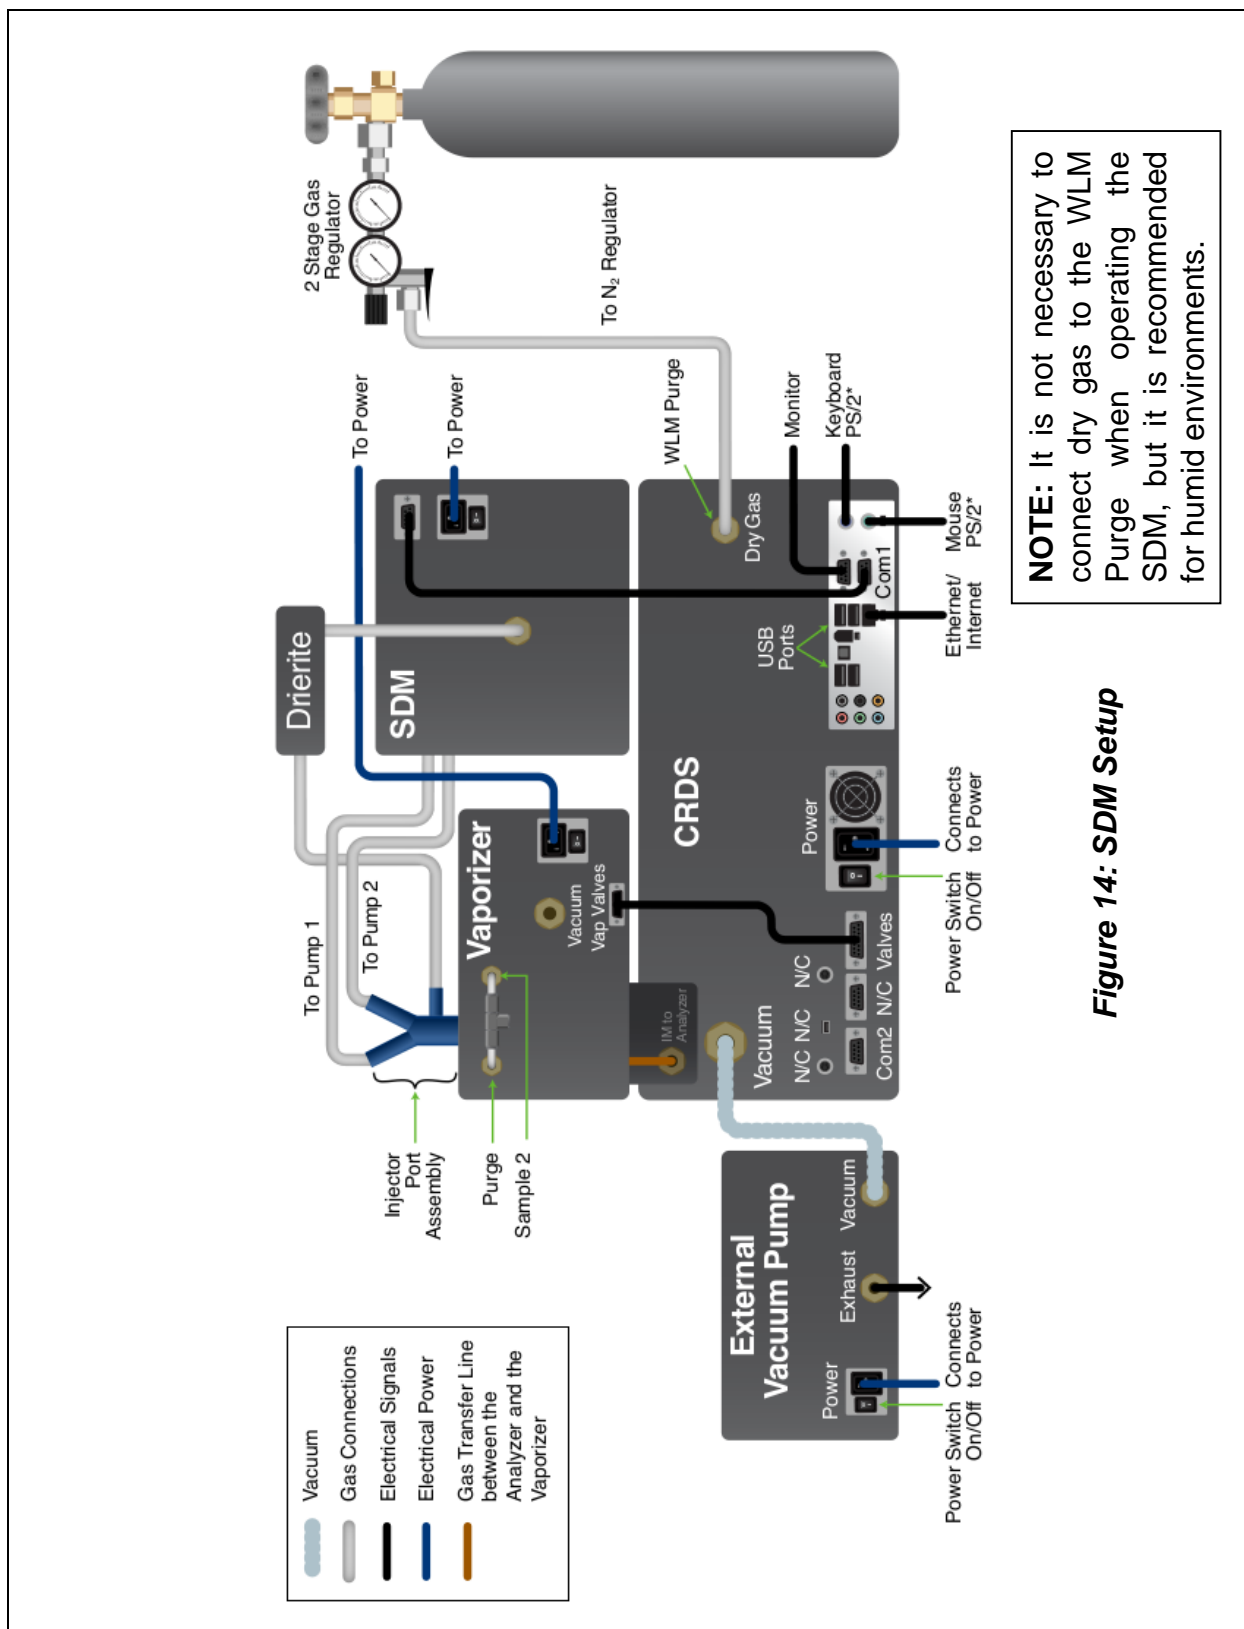 Vacuum
Gas Connections
Electrical Signals
Electrical Power
Gas Transfer Line
between the
Analyzer and the
Vaporizer
Injector
Port
Assembly
To Pump 1
To Pump 2
Drierite
2 Stage Gas
Regulator
To Power
To Power
Purge
Sample 2
Vaporizer
Vacuum
Vap Valves
SDM
To N₂ Regulator
WLM Purge
IM to
Analyzer
CRDS
Dry Gas
Vacuum
N/C N/C
N/C
Com2 N/C Valves
Power
USB
Ports
Com1
Monitor
Keyboard
PS/2*
Power Switch
On/Off
Connects
to Power
Ethernet/
Internet
Mouse
PS/2*
External
Vacuum Pump
Power
Exhaust
Vacuum
Power Switch
On/Off
Connects
to Power
NOTE: It is not necessary to
connect dry gas to the WLM
Purge when operating the
SDM, but it is recommended
for humid environments.
Figure 14: SDM Setup